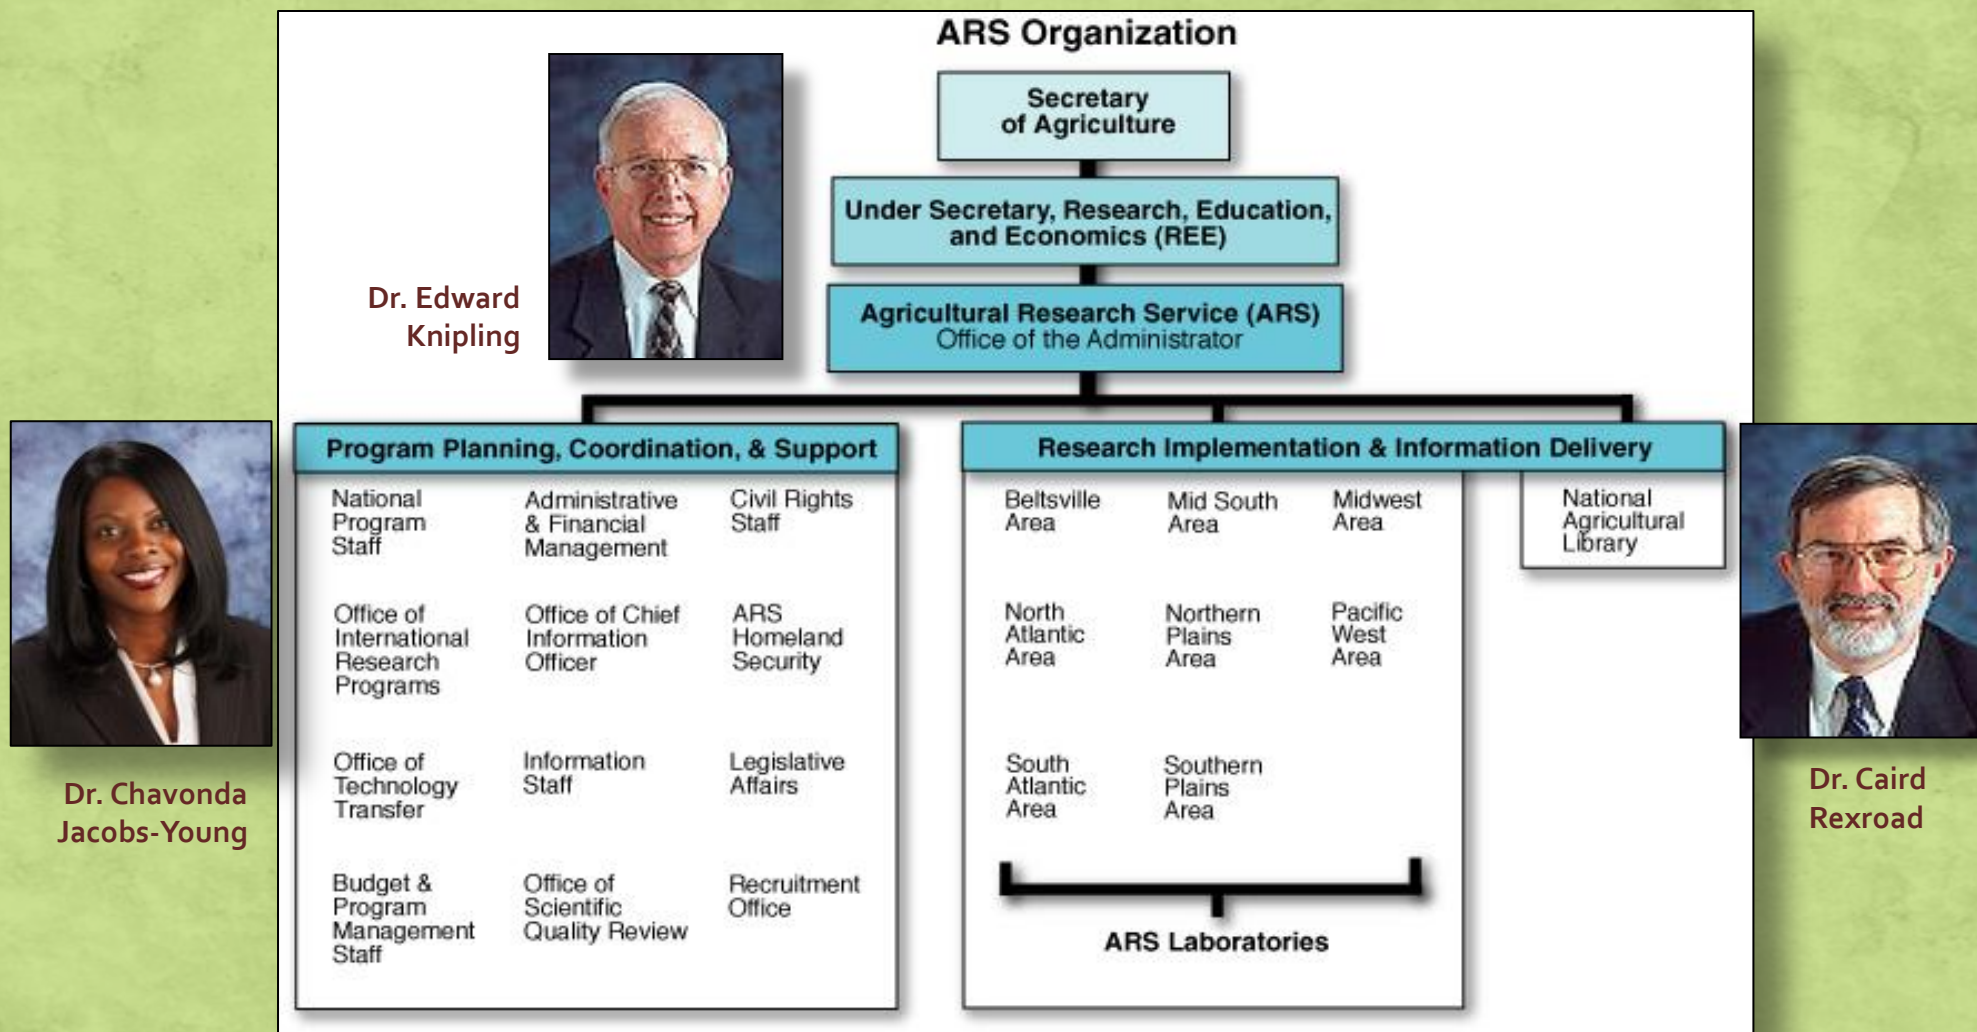 ARS Organization
Secretary
of Agriculture
Under Secretary, Research, Education,
and Economics (REE)
Dr. Edward
Knipling
Agricultural Research Service (ARS)
Office of the Administrator
Program Planning, Coordination, & Support
National
Program
Staff
Administrative
& Financial
Management
Civil Rights
Staff
Office of
International
Research
Programs
Office of Chief
Information
Officer
ARS
Homeland
Security
Office of
Technology
Transfer
Information
Staff
Legislative
Affairs
Budget &
Program
Management
Staff
Office of
Scientific
Quality Review
Recruitment
Office
Research Implementation & Information Delivery
Beltsville
Area
Mid South
Area
Midwest
Area
North
Atlantic
Area
Northern
Plains
Area
Pacific
West
Area
South
Atlantic
Area
Southern
Plains
Area
ARS Laboratories
National
Agricultural
Library
Dr. Chavonda
Jacobs-Young
Dr. Caird
Rexroad